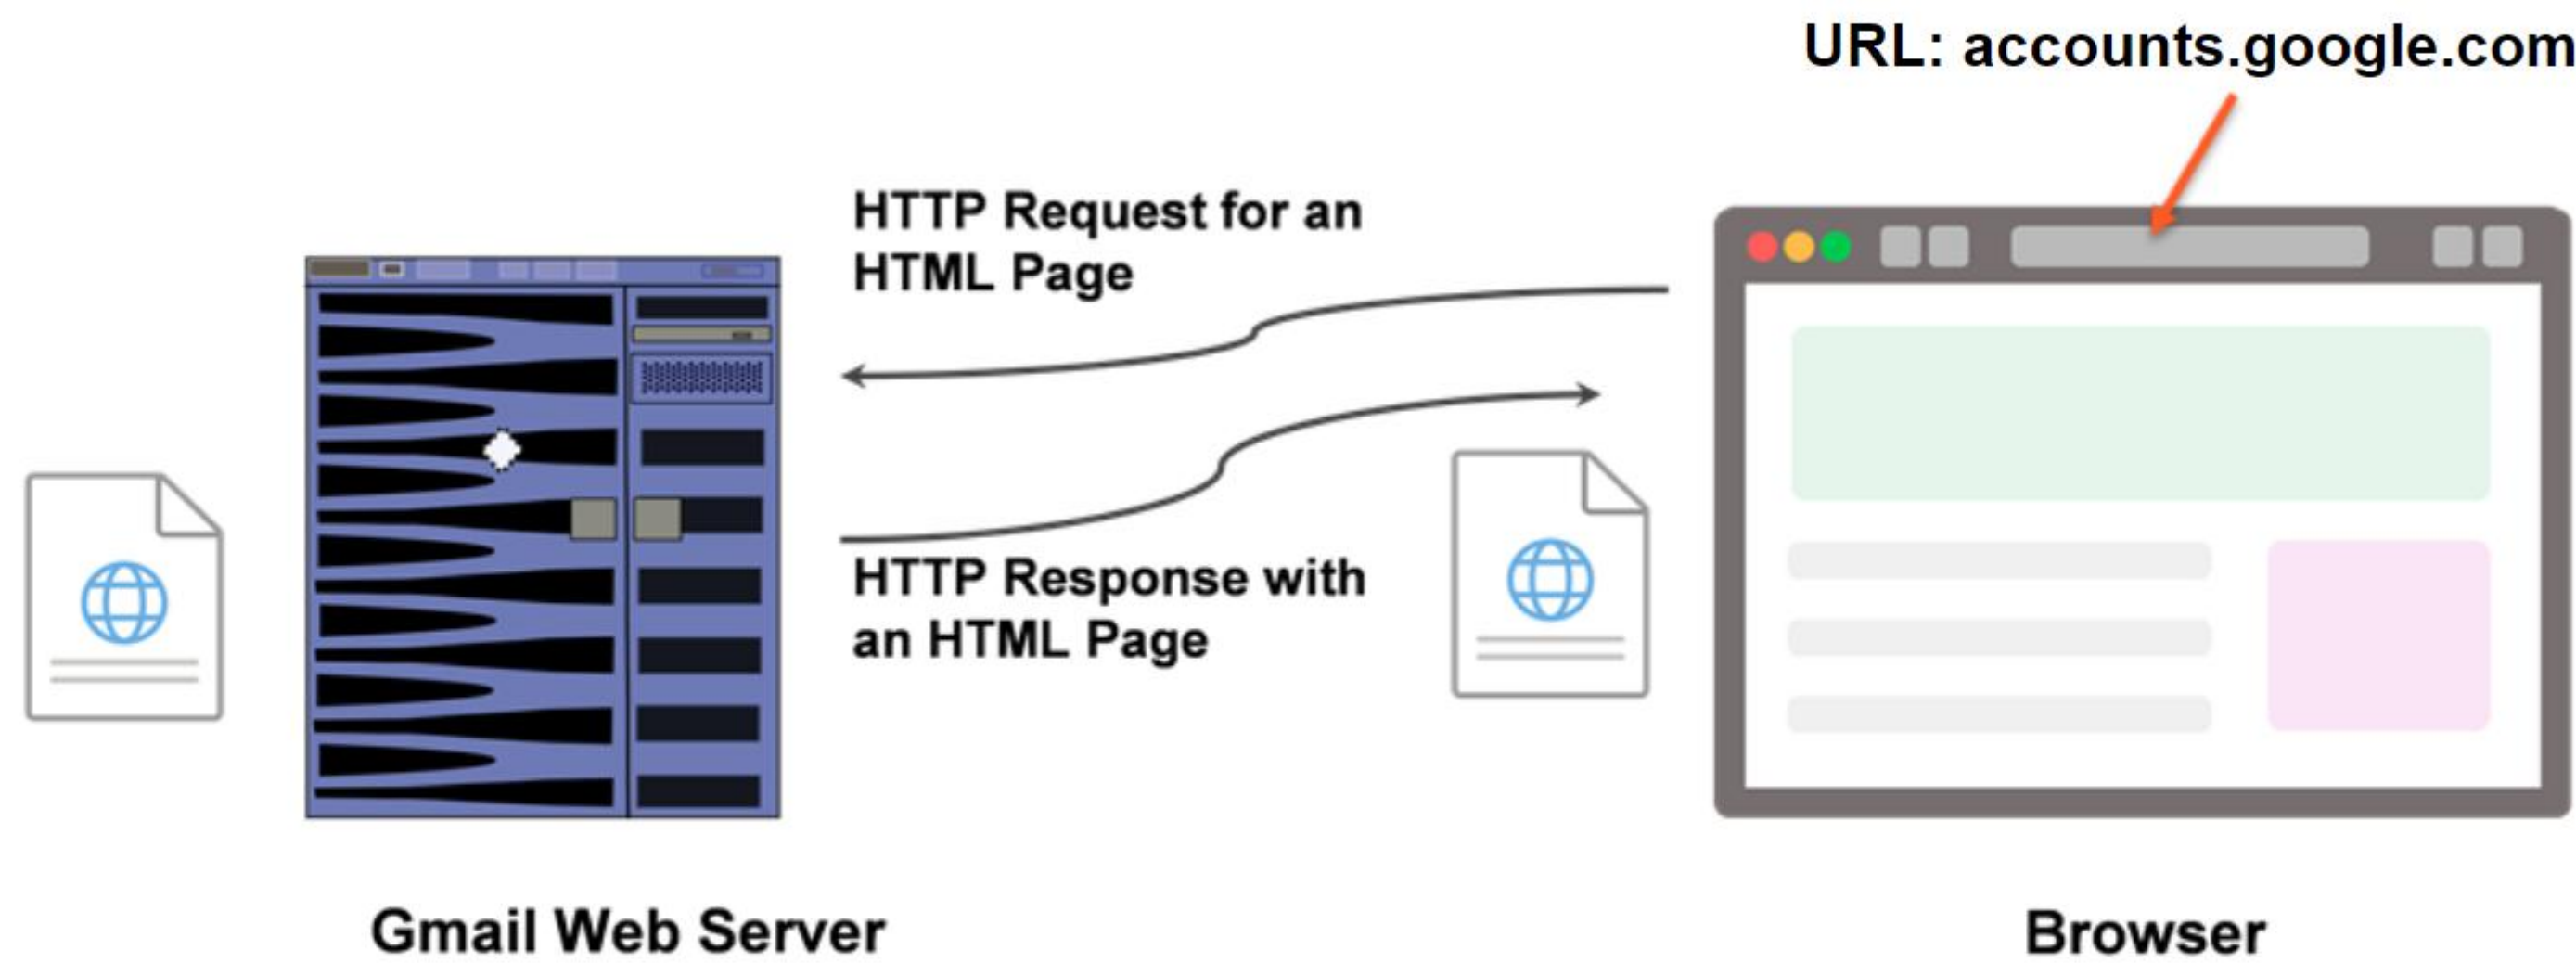 URL: accounts.google.com
HTTP Request for an
HTML Page
HTTP Response with
an HTML Page
Gmail Web Server
Browser